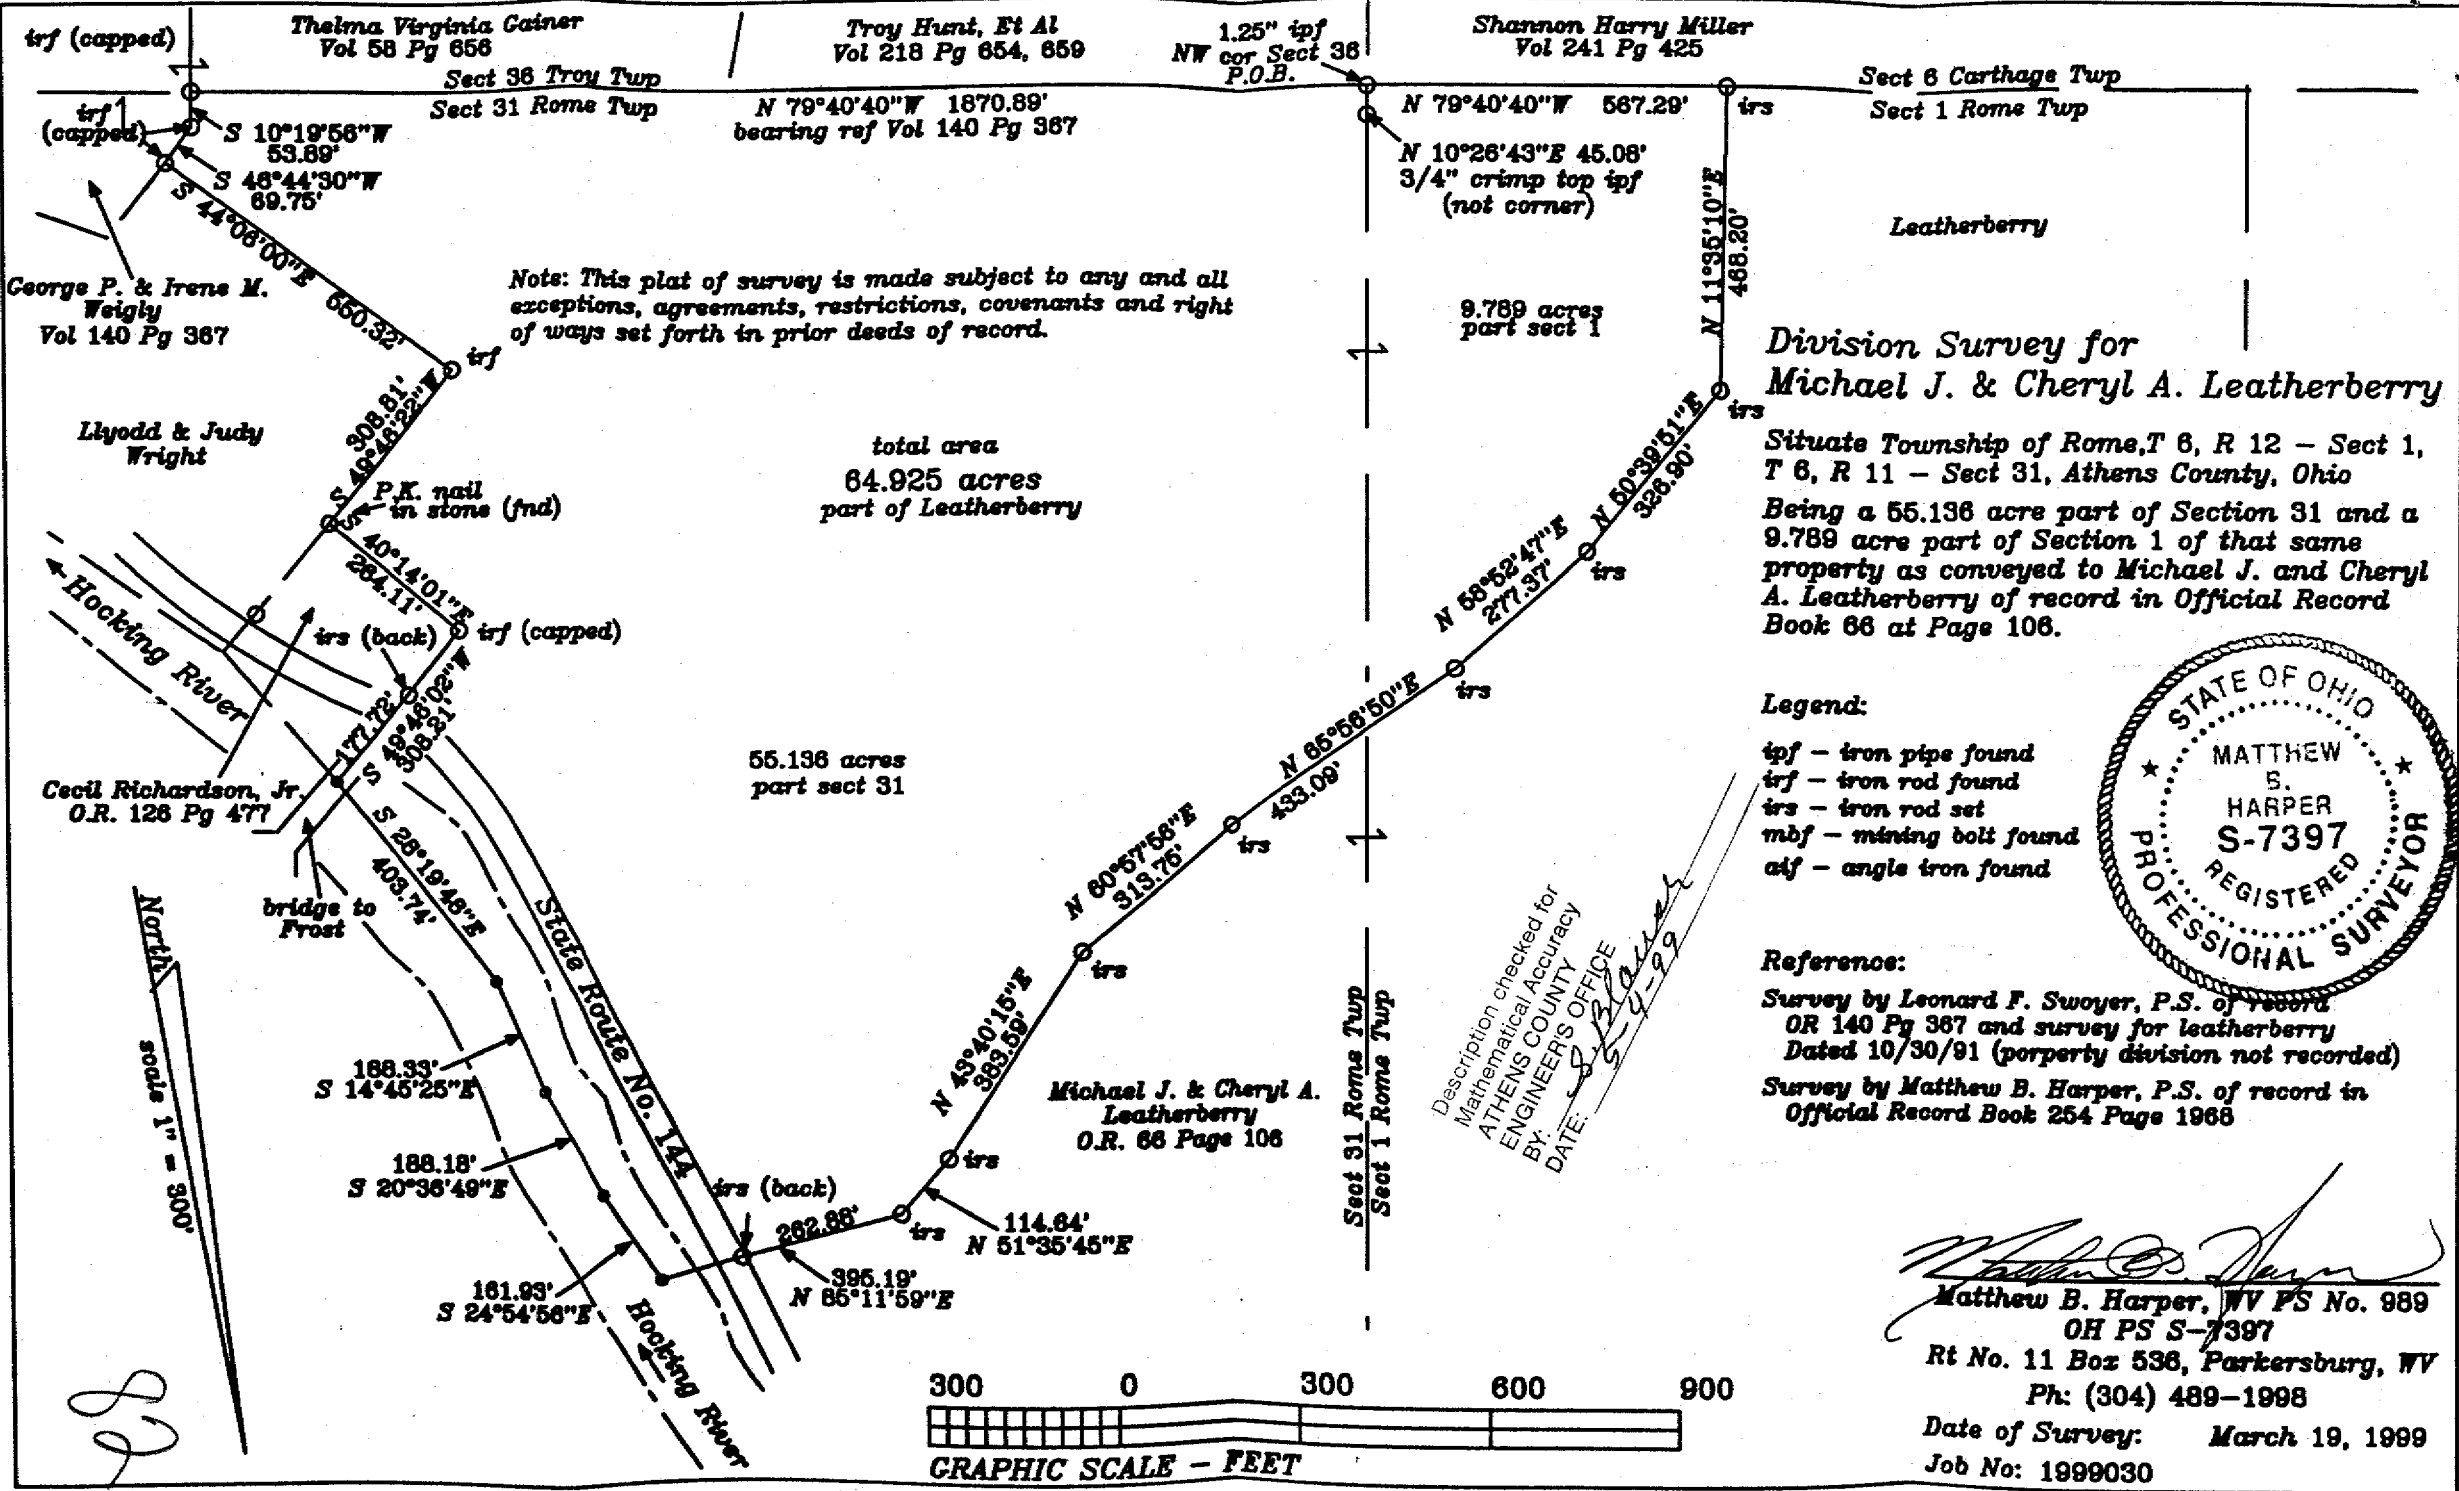 irf (capped)
Thelma Virginia Gainer
Vol 58 Pg 656
Troy Hunt, Et Al
Vol 218 Pg 654, 659
1.25" ipf
NW cor Sect 36
P.O.B.
Shannon Harry Miller
Vol 241 Pg 425
Sect 36 Troy Twp
Sect 31 Rome Twp
N 79°40'40"W 1870.89'
bearing ref Vol 140 Pg 367
N 79°40'40"W 567.29'
irs
Sect 6 Carthage Twp
Sect 1 Rome Twp
irf
(capped)
S 10°19'56"W
53.89'
S 46°44'30"W
69.75'
N 10°26'43"E 45.08'
3/4" crimp top ipf
(not corner)
N 11°35'10"E
468.20'
Leatherberry
S 44°06'00"E 550.32'
irf
George P. & Irene M.
Weigly
Vol 140 Pg 367
Note: This plat of survey is made subject to any and all
exceptions, agreements, restrictions, covenants and right
of ways set forth in prior deeds of record.
9.789 acres
part sect 1
Division Survey for
Michael J. & Cheryl A. Leatherberry
irs
Situate Township of Rome,T 6, R 12 - Sect 1,
T 6, R 11 - Sect 31, Athens County, Ohio
Being a 55.136 acre part of Section 31 and a
9.789 acre part of Section 1 of that same
property as conveyed to Michael J. and Cheryl
A. Leatherberry of record in Official Record
Book 66 at Page 106.
308.81'
S 49°46'22"W
Llyodd & Judy
Wright
P.K. nail
in stone (fnd)
total area
64.925 acres
part of Leatherberry
N 50°39'51"E
326.90'
irs
S 40°14'01"E
264.11'
irf (capped)
irs (back)
Hocking River
N 58°52'47"E
277.37'
irs
177.72'
S 49°46'02"W
308.21'
Cecil Richardson, Jr.
O.R. 126 Pg 477
55.136 acres
part sect 31
N 65°56'50"E
433.09'
irs
Legend:
ipf - iron pipe found
irf - iron rod found
irs - iron rod set
mbf - mining bolt found
aif - angle iron found
STATE OF OHIO
MATTHEW
B.
HARPER
S-7397
REGISTERED
PROFESSIONAL SURVEYOR
S 26°19'48"E
403.74'
bridge to
Frost
State Route No. 144
N 60°57'58"E
313.75'
irs
North
scale 1" = 300'
N 43°40'15"E
383.59'
irs
Michael J. & Cheryl A.
Leatherberry
O.R. 66 Page 106
Sect 31 Rome Twp
Sect 1 Rome Twp
Description checked for
Mathematical Accuracy
ATHENS COUNTY
ENGINEER'S OFFICE
BY:
DATE: 5-4-99
Reference:
Survey by Leonard F. Swoyer, P.S. of record
OR 140 Pg 367 and survey for leatherberry
Dated 10/30/91 (porperty division not recorded)
Survey by Matthew B. Harper, P.S. of record in
Official Record Book 254 Page 1968
188.33'
S 14°45'25"E
188.18'
S 20°36'49"E
161.93'
S 24°54'56"E
irs (back)
262.88'
irs
114.64'
N 51°35'45"E
395.19'
N 85°11'59"E
Hocking River
Matthew B. Harper, WV PS No. 989
OH PS S-7397
Rt No. 11 Box 536, Parkersburg, WV
Ph: (304) 489-1998
Date of Survey: March 19, 1999
Job No: 1999030
300 0 300 600 900
GRAPHIC SCALE - FEET